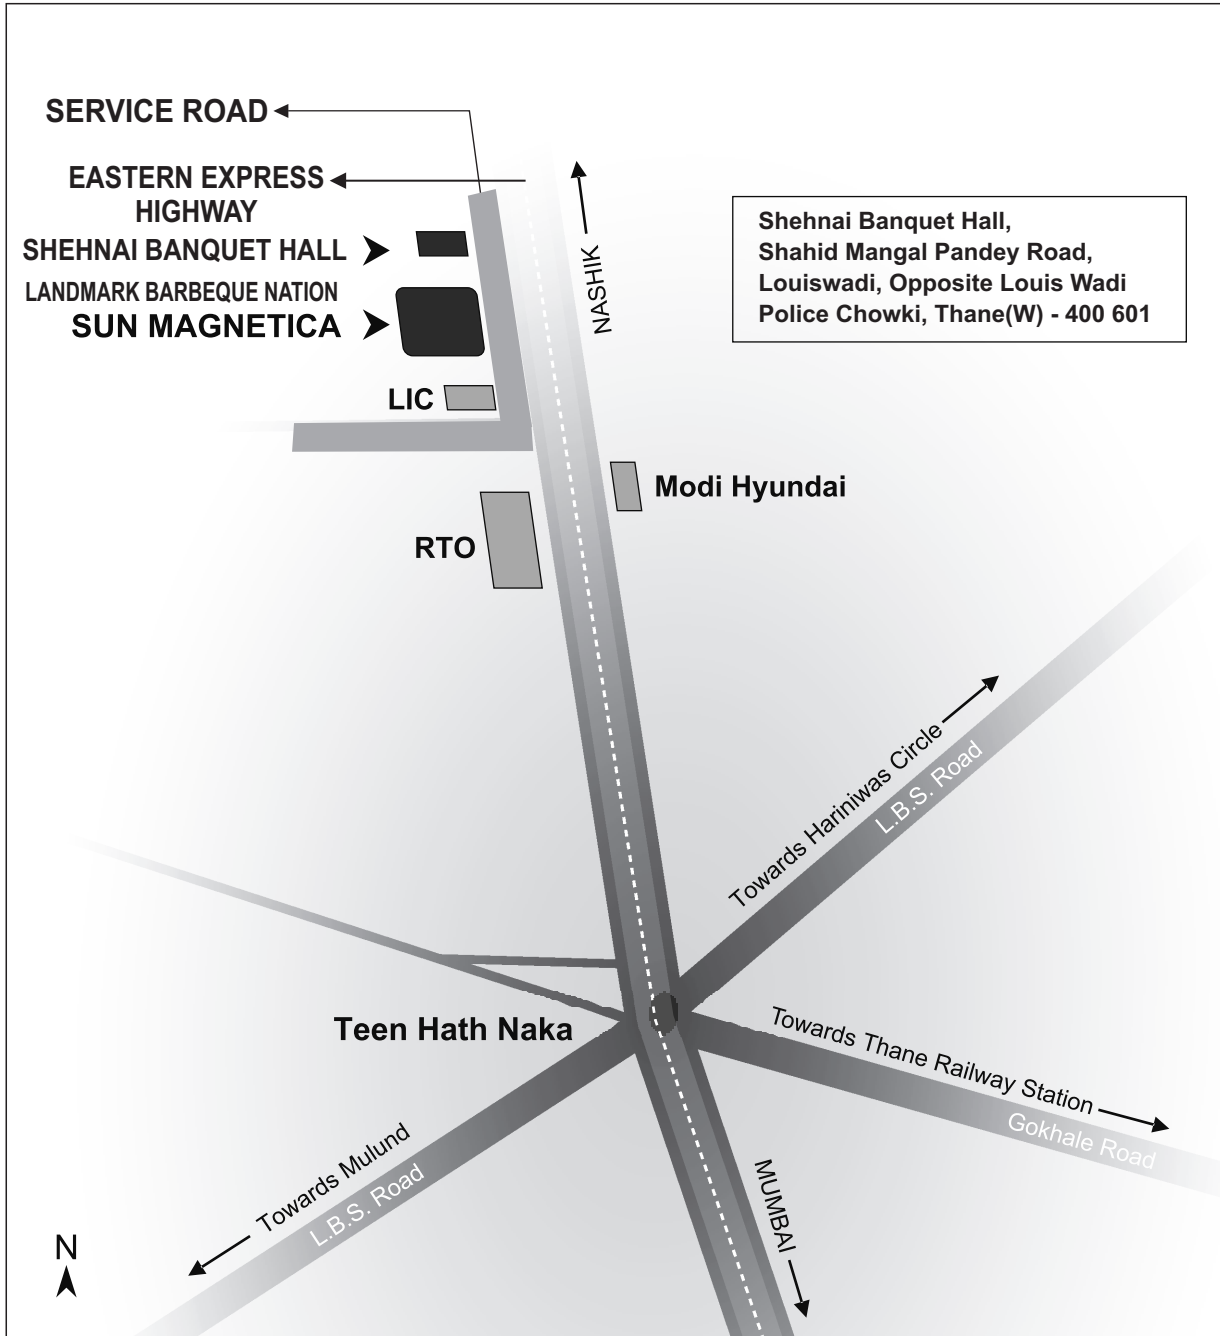 SERVICE ROAD
EASTERN EXPRESS
HIGHWAY
SHEHNAI BANQUET HALL
LANDMARK BARBEQUE NATION
SUN MAGNETICA
LIC
NASHIK
Shehnai Banquet Hall,
Shahid Mangal Pandey Road,
Louiswadi, Opposite Louis Wadi
Police Chowki, Thane(W) - 400 601
Modi Hyundai
RTO
Towards Hariniwas Circle
L.B.S. Road
Teen Hath Naka
Towards Thane Railway Station
Gokhale Road
Towards Mulund
L.B.S. Road
MUMBAI
N